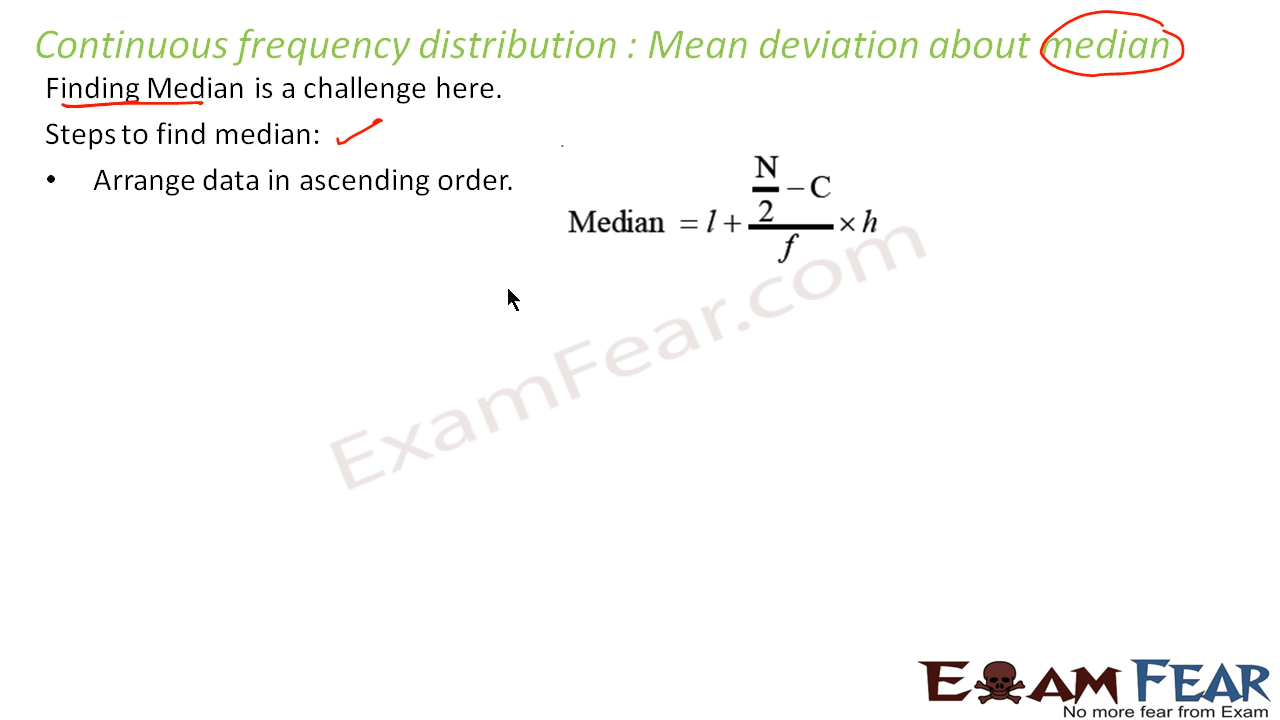 Continuous frequency distribution : Mean deviation about median
Finding Median is a challenge here.
Steps to find median:
• Arrange data in ascending order.
Median = l + (N/2 – C)/f × h
ExamFear.com
EXAM FEAR
No more fear from Exam